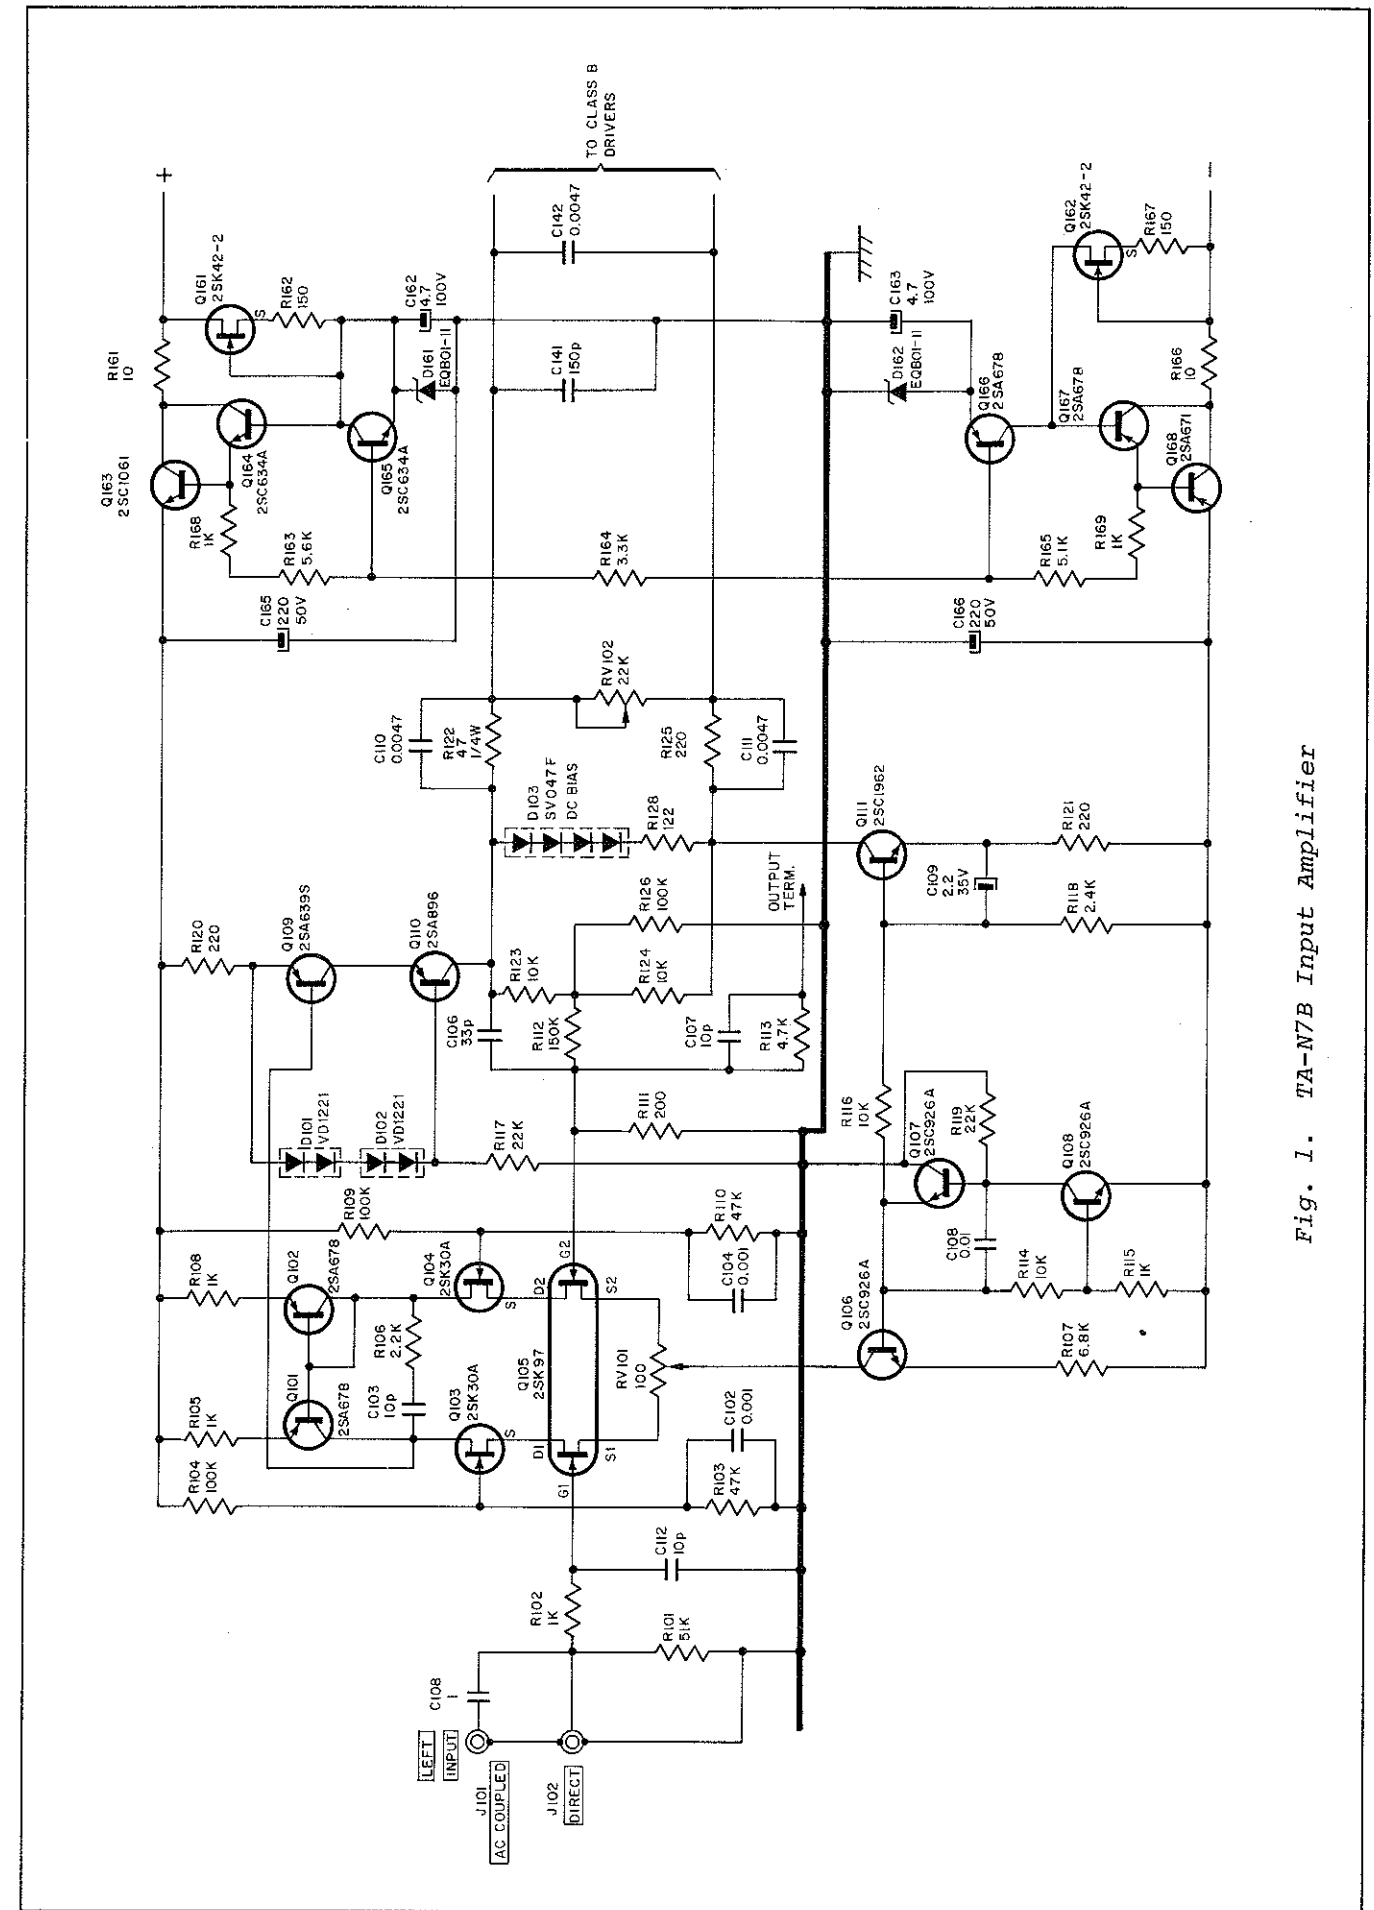 LEFT
INPUT
J101
AC COUPLED
J102
DIRECT
C108
1
R102
1K
R101
51K
C112
10p
R104
100K
R105
1K
Q101
2SA678
R108
1K
Q102
2SA678
R109
100K
C103
10p
R106
2.2K
Q103
2SK30A
Q104
2SK30A
S
S
D1
D2
G1
G2
S1
S2
Q105
2SK97
RV101
100
R103
47K
C102
0.001
R110
47K
C104
0.001
Q106
2SC926A
R107
6.8K
R114
10K
R115
1K
C108
0.01
Q107
2SC926A
R119
22K
Q108
2SC926A
R116
10K
D101
VD1221
D102
VD1221
R117
22K
R111
200
R120
220
Q109
2SA639S
Q110
2SA896
C106
33p
R123
10K
R112
150K
R124
10K
R126
100K
C107
10p
R113
4.7K
OUTPUT
TERM.
D103
SV047F
DC BIAS
R128
122
C110
0.0047
R122
47
1/4W
RV102
22K
R125
220
C111
0.0047
Q111
2SC1962
C109
2.2
35V
R118
2.4K
R121
220
C165
220
50V
R163
5.6K
R168
1K
Q163
2SC1061
Q164
2SC634A
Q165
2SC634A
R161
10
Q161
2SK42-2
S
R162
150
C162
4.7
100V
D161
EQB01-11
C141
150p
C142
0.0047
TO CLASS B
DRIVERS
R164
3.3K
C163
4.7
100V
D162
EQB01-11
Q166
2SA678
Q167
2SA678
Q168
2SA671
R165
5.1K
R169
1K
C166
220
50V
R166
10
Q162
2SK42-2
S
R167
150
+
-
Fig. 1. TA-N7B Input Amplifier